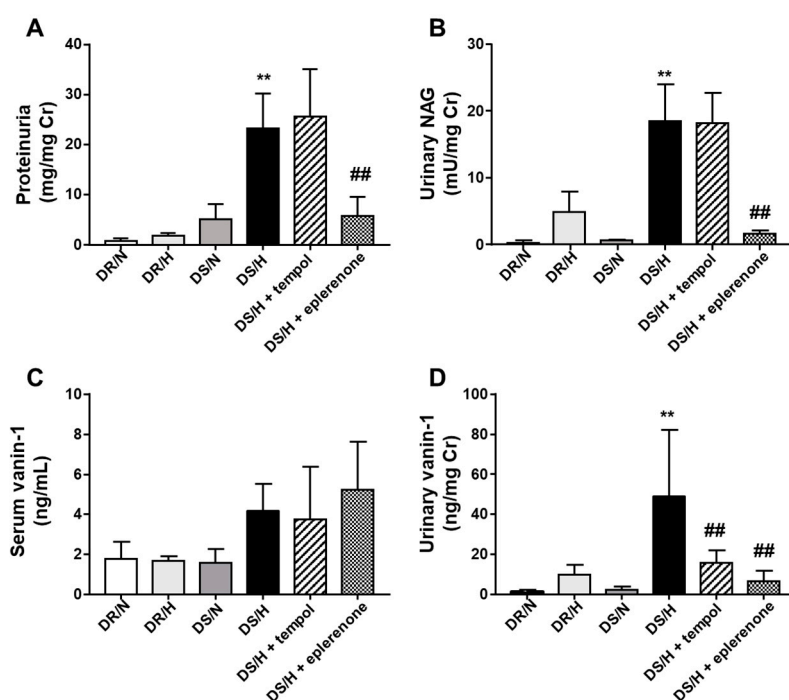 A
Proteinuria
(mg/mg Cr)
40
30
20
10
0
**
##
DR/N
DR/H
DS/N
DS/H
DS/H + tempol
DS/H + eplerenone
B
Urinary NAG
(mU/mg Cr)
30
20
10
0
**
##
DR/N
DR/H
DS/N
DS/H
DS/H + tempol
DS/H + eplerenone
C
Serum vanin-1
(ng/mL)
10
8
6
4
2
0
DR/N
DR/H
DS/N
DS/H
DS/H + tempol
DS/H + eplerenone
D
Urinary vanin-1
(ng/mg Cr)
100
80
60
40
20
0
**
##
##
DR/N
DR/H
DS/N
DS/H
DS/H + tempol
DS/H + eplerenone